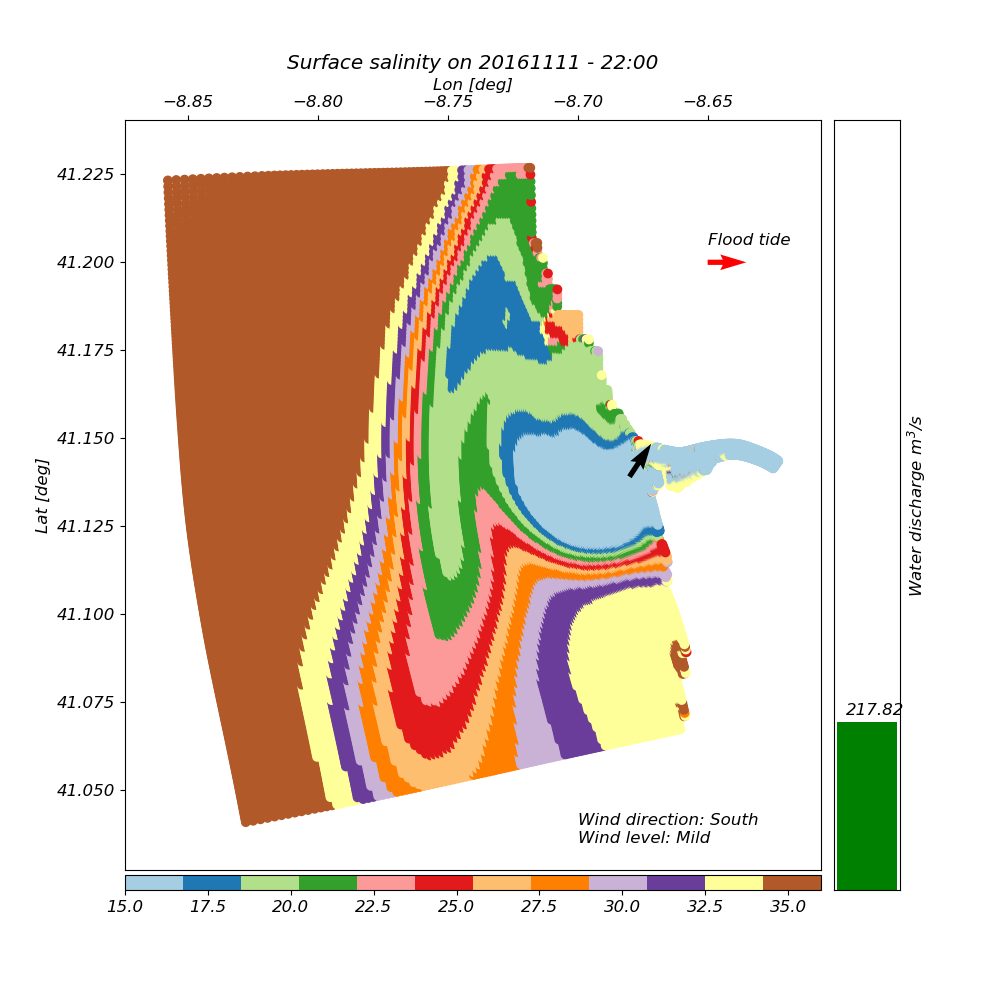 Surface salinity on 20161111 - 22:00
Lon [deg]
−8.85 −8.80 −8.75 −8.70 −8.65
41.225
41.200
41.175
41.150
41.125
41.100
41.075
41.050
Lat [deg]
Flood tide
Wind direction: South
Wind level: Mild
217.82
Water discharge m³/s
15.0 17.5 20.0 22.5 25.0 27.5 30.0 32.5 35.0